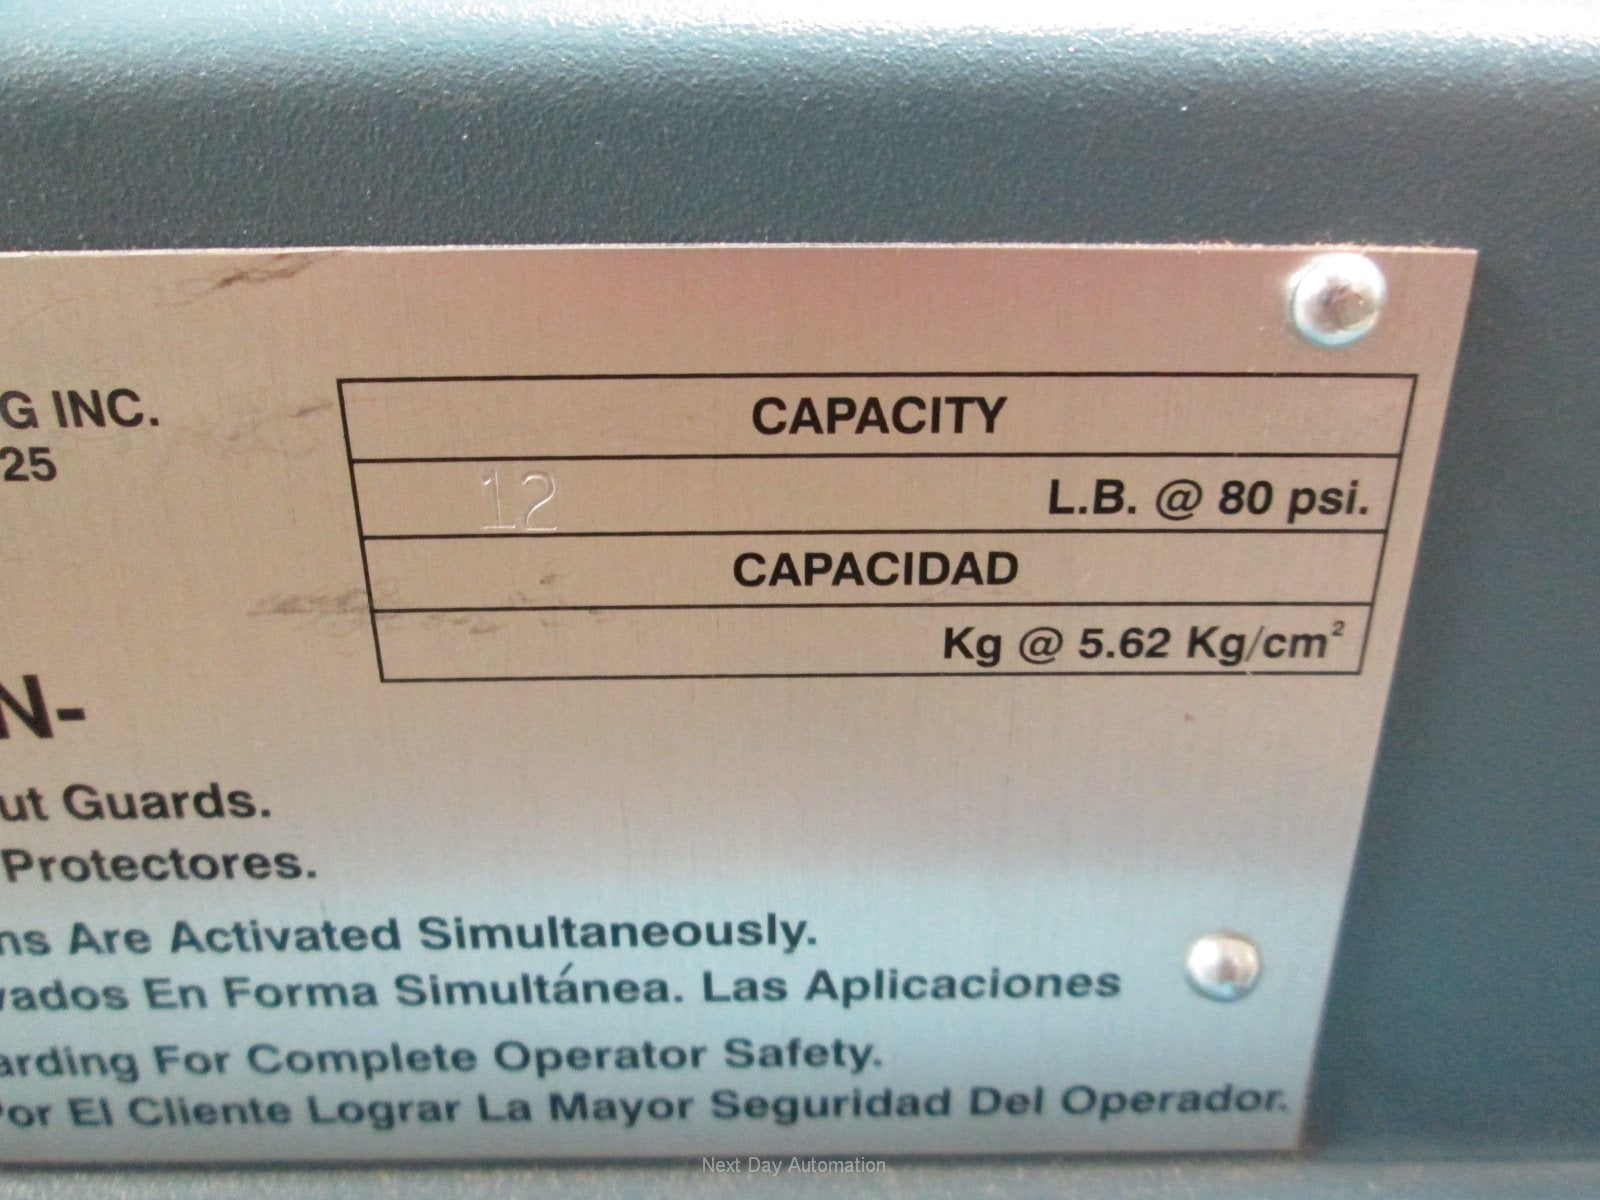 G INC.
25
CAPACITY
12 L.B. @ 80 psi.
CAPACIDAD
Kg @ 5.62 Kg/cm²
N-
ut Guards.
Protectores.
ns Are Activated Simultaneously.
vados En Forma Simultánea. Las Aplicaciones
arding For Complete Operator Safety.
Por El Cliente Lograr La Mayor Seguridad Del Operador.
Next Day Automation